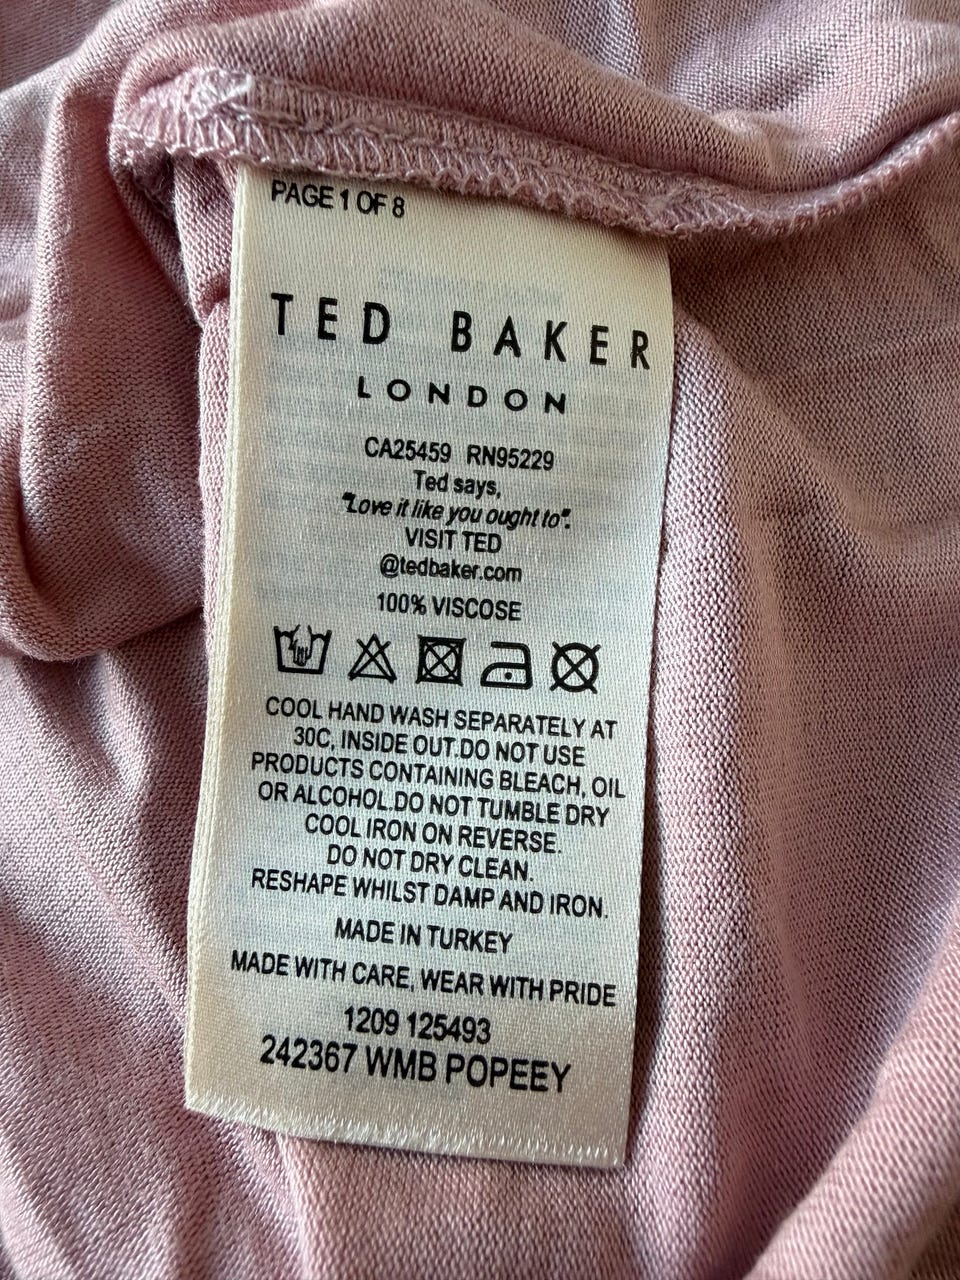 PAGE 1 OF 8
TED BAKER
LONDON
CA25459 RN95229
Ted says,
"Love it like you ought to".
VISIT TED
@tedbaker.com
100% VISCOSE
COOL HAND WASH SEPARATELY AT
30C, INSIDE OUT.DO NOT USE
PRODUCTS CONTAINING BLEACH, OIL
OR ALCOHOL.DO NOT TUMBLE DRY
COOL IRON ON REVERSE.
DO NOT DRY CLEAN.
RESHAPE WHILST DAMP AND IRON.
MADE IN TURKEY
MADE WITH CARE, WEAR WITH PRIDE
1209 125493
242367 WMB POPEEY